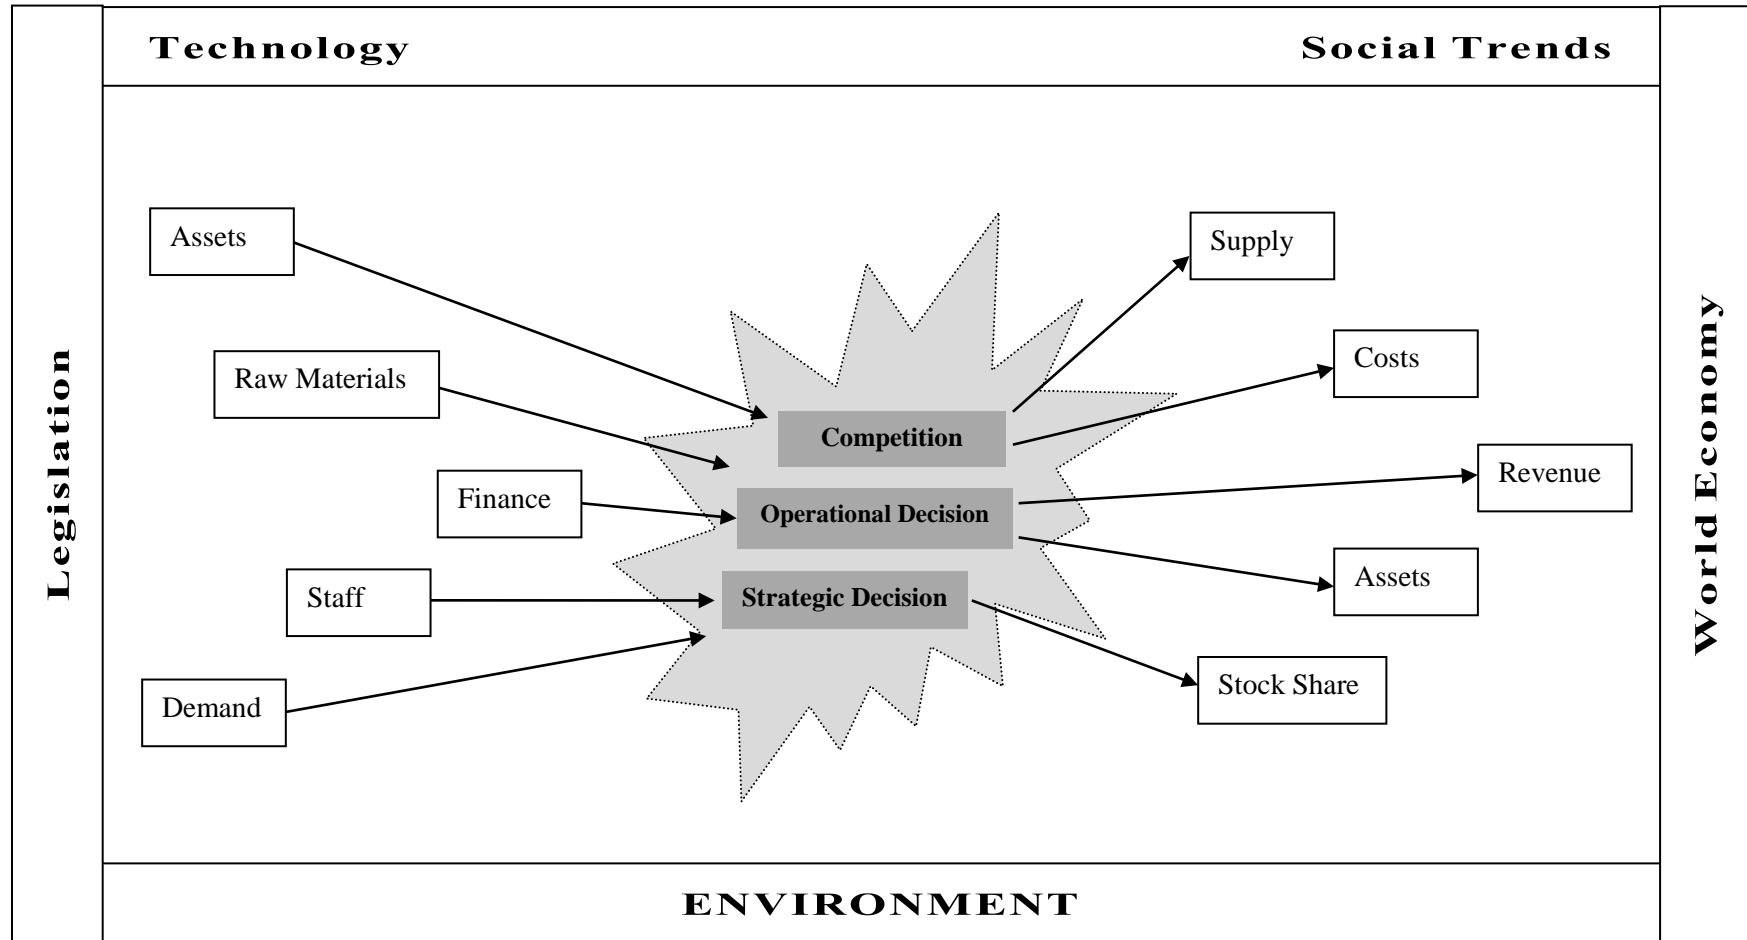 Technology
Social Trends
Legislation
World Economy
Assets
Raw Materials
Finance
Staff
Demand
Competition
Operational Decision
Strategic Decision
Supply
Costs
Revenue
Assets
Stock Share
ENVIRONMENT